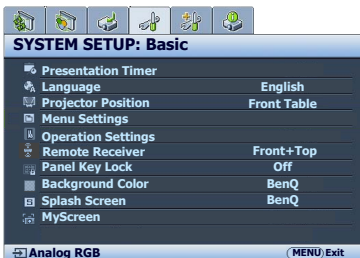 SYSTEM SETUP: Basic
Presentation Timer
Language English
Projector Position Front Table
Menu Settings
Operation Settings
Remote Receiver Front+Top
Panel Key Lock Off
Background Color BenQ
Splash Screen BenQ
MyScreen
Analog RGB MENU Exit